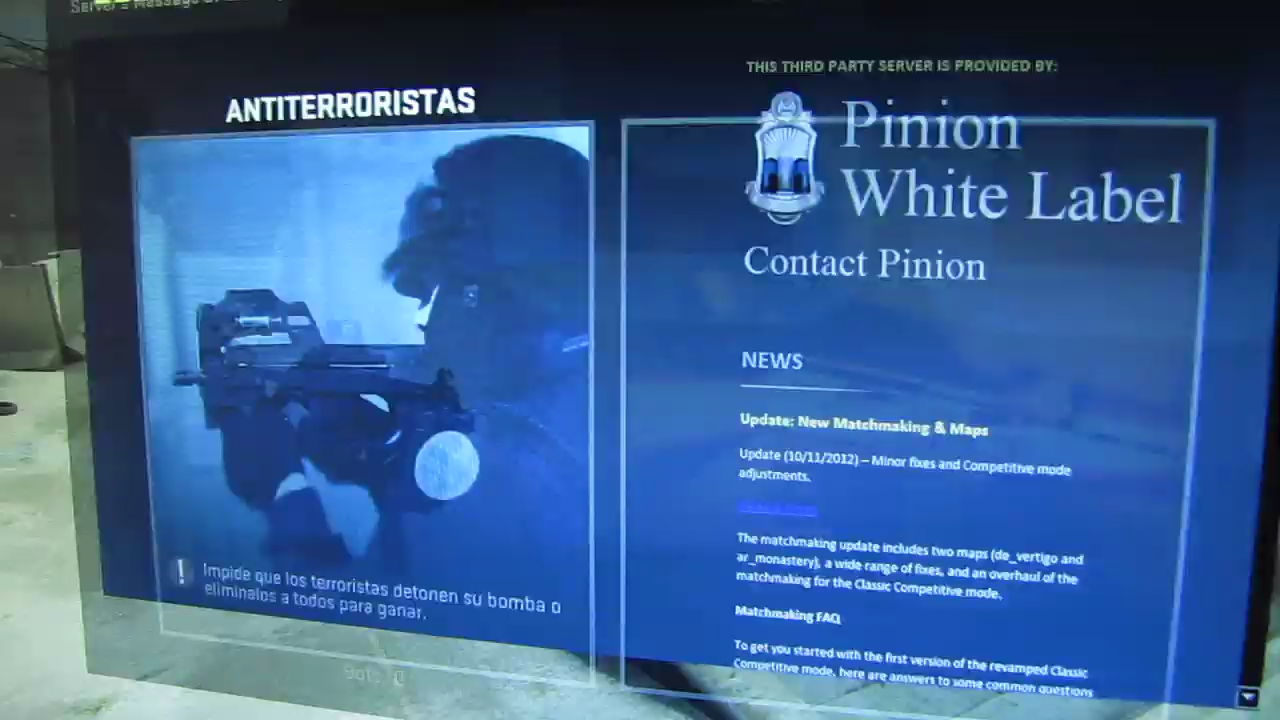 Server
ANTITERRORISTAS
Impide que los terroristas detonen su bomba o
elimínalos a todos para ganar.
THIS THIRD PARTY SERVER IS PROVIDED BY:
Pinion
White Label
Contact Pinion
NEWS
Update: New Matchmaking & Maps
Update (10/11/2012) – Minor fixes and Competitive mode
adjustments.
The matchmaking update includes two maps (de_vertigo and
ar_monastery), a wide range of fixes, and an overhaul of the
matchmaking for the Classic Competitive mode.
Matchmaking FAQ
To get you started with the first version of the revamped Classic
Competitive mode, here are answers to some common questions